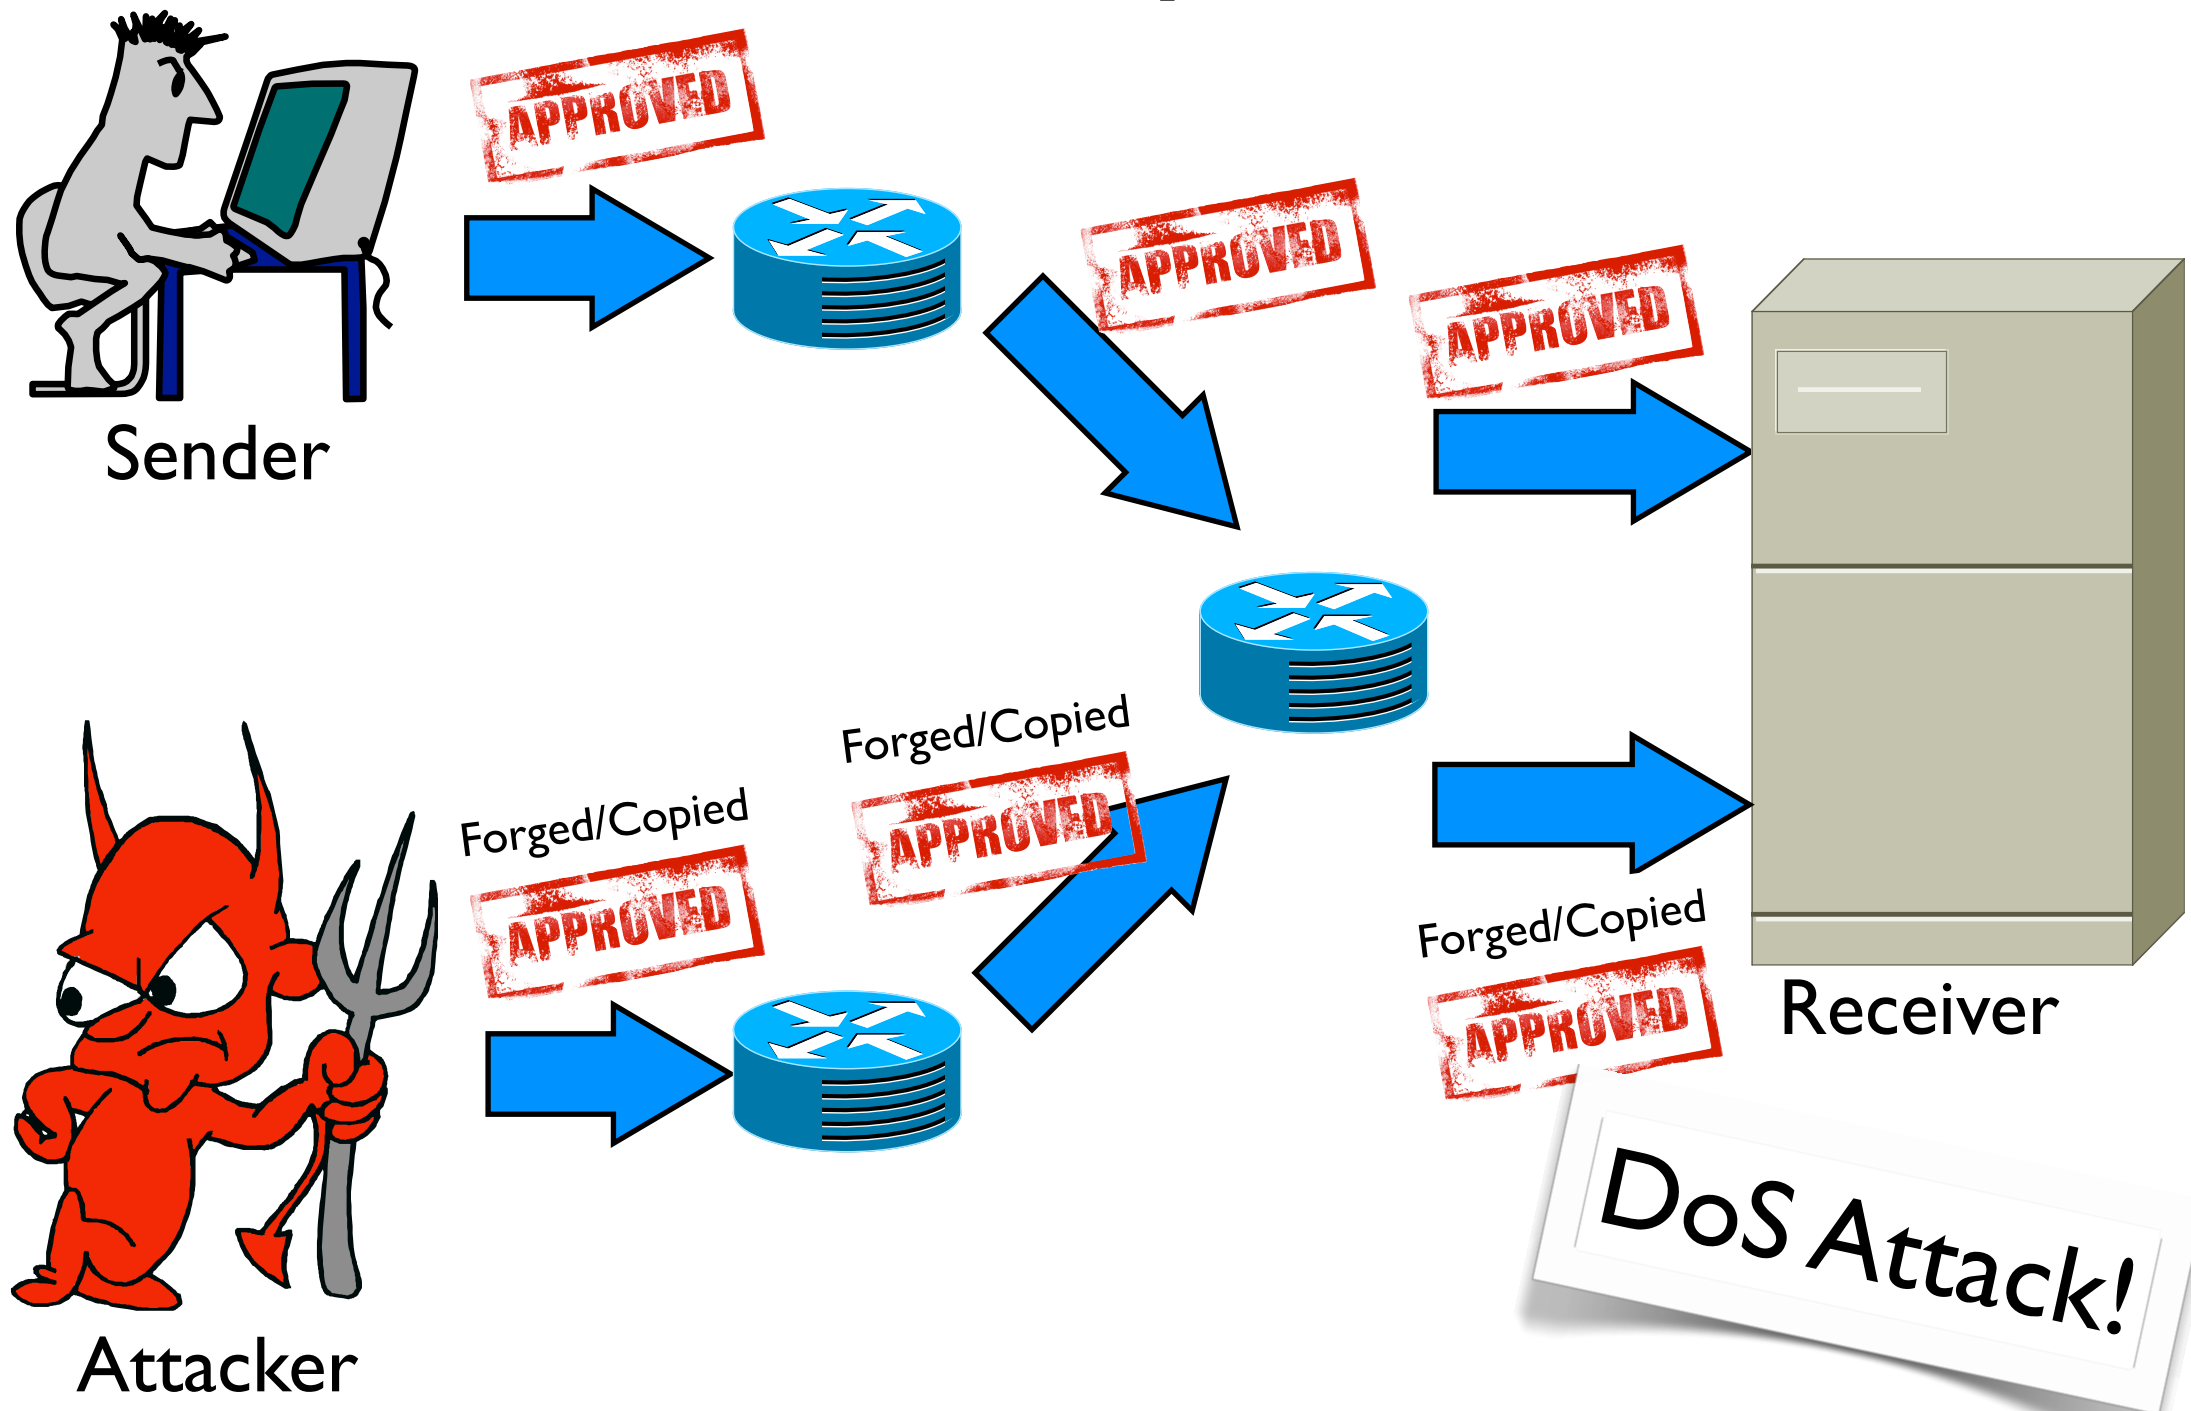 APPROVED
APPROVED
APPROVED
Sender
Forged/Copied
APPROVED
Forged/Copied
APPROVED
Forged/Copied
APPROVED
Receiver
DoS Attack!
Attacker